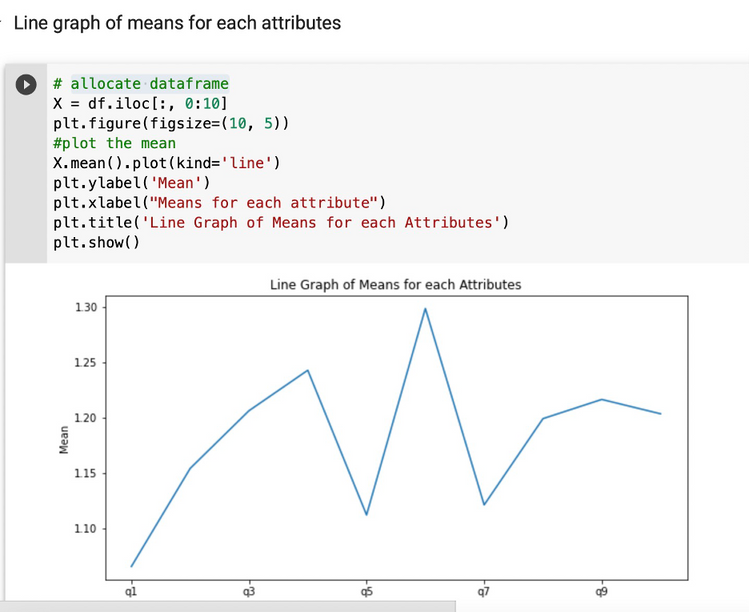 Line graph of means for each attributes
# allocate dataframe
X = df.iloc[:, 0:10]
plt.figure(figsize=(10, 5))
#plot the mean
X.mean().plot(kind='line')
plt.ylabel('Mean')
plt.xlabel("Means for each attribute")
plt.title('Line Graph of Means for each Attributes')
plt.show()
Line Graph of Means for each Attributes
1.30
1.25
1.20
1.15
1.10
Mean
q1 q3 q5 q7 q9